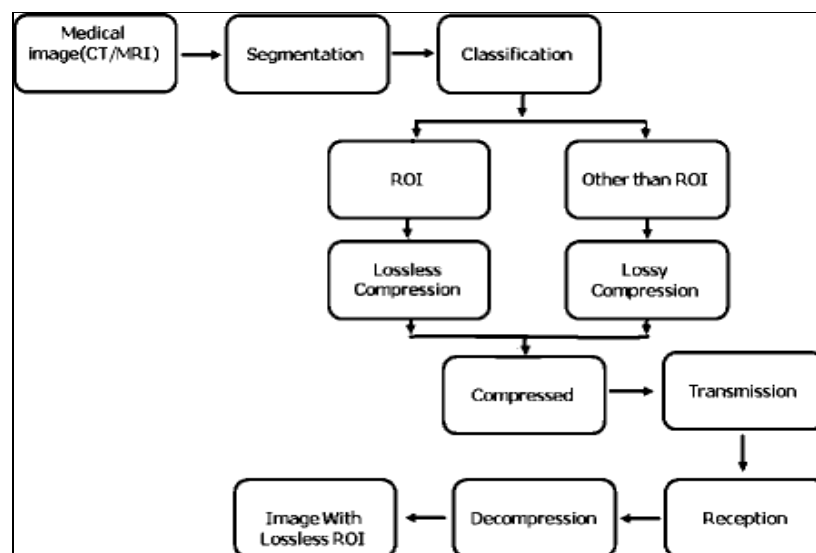 Medical
image(CT/MRI)
Segmentation
Classification
ROI
Other than ROI
Lossless
Compression
Lossy
Compression
Compressed
Transmission
Reception
Decompression
Image With
Lossless ROI